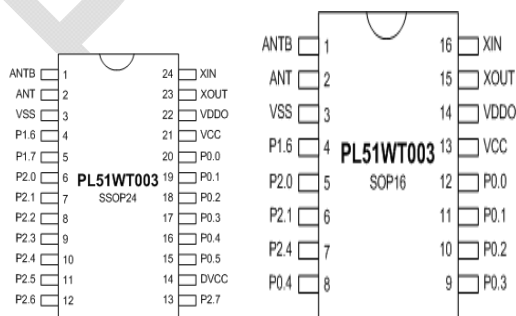 ANTB 1 24 XIN
ANT 2 23 XOUT
VSS 3 22 VDDO
P1.6 4 21 VCC
P1.7 5 20 P0.0
P2.0 6 PL51WT003 19 P0.1
P2.1 7 SSOP24 18 P0.2
P2.2 8 17 P0.3
P2.3 9 16 P0.4
P2.4 10 15 P0.5
P2.5 11 14 DVCC
P2.6 12 13 P2.7
ANTB 1 16 XIN
ANT 2 15 XOUT
VSS 3 14 VDDO
P1.6 4 PL51WT003 13 VCC
P2.0 5 SOP16 12 P0.0
P2.1 6 11 P0.1
P2.4 7 10 P0.2
P0.4 8 9 P0.3